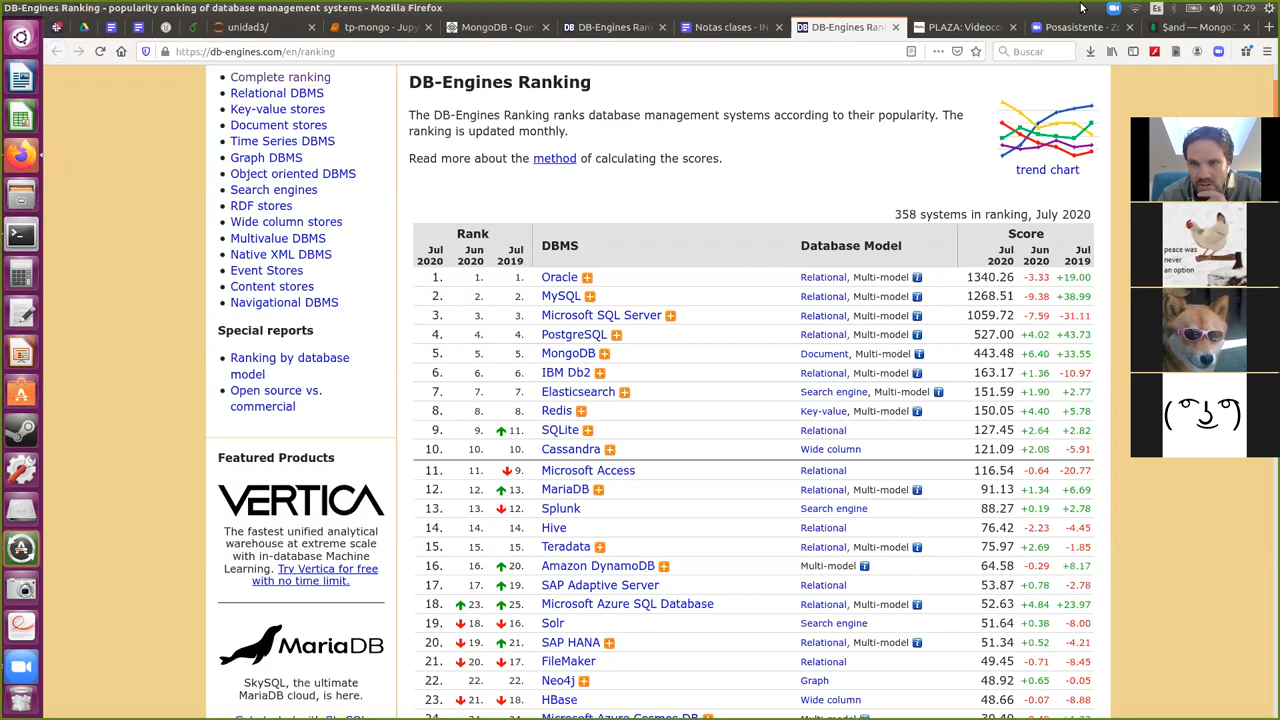 DB-Engines Ranking - popularity ranking of database management systems - Mozilla Firefox
Es
10:29
unidad3/
tp-mongo - Jupy
MongoDB - Que
DB-Engines Ran
Notas clases - IN
DB-Engines Ran
PLAZA: Videoco
Posasistente - Zo
$and — Mongo
https://db-engines.com/en/ranking
Buscar
Complete ranking
Relational DBMS
Key-value stores
Document stores
Time Series DBMS
Graph DBMS
Object oriented DBMS
Search engines
RDF stores
Wide column stores
Multivalue DBMS
Native XML DBMS
Event Stores
Content stores
Navigational DBMS
Special reports
Ranking by database
model
Open source vs.
commercial
Featured Products
VERTICA
The fastest unified analytical
warehouse at extreme scale
with in-database Machine
Learning. Try Vertica for free
with no time limit.
MariaDB
SkySQL, the ultimate
MariaDB cloud, is here.
DB-Engines Ranking
The DB-Engines Ranking ranks database management systems according to their popularity. The
ranking is updated monthly.
Read more about the method of calculating the scores.
trend chart
358 systems in ranking, July 2020
Rank DBMS Database Model Score
Jul 2020 Jun 2020 Jul 2019 Jul 2020 Jun 2020 Jul 2019
1. 1. 1. Oracle Relational, Multi-model 1340.26 -3.33 +19.00
2. 2. 2. MySQL Relational, Multi-model 1268.51 -9.38 +38.99
3. 3. 3. Microsoft SQL Server Relational, Multi-model 1059.72 -7.59 -31.11
4. 4. 4. PostgreSQL Relational, Multi-model 527.00 +4.02 +43.73
5. 5. 5. MongoDB Document, Multi-model 443.48 +6.40 +33.55
6. 6. 6. IBM Db2 Relational, Multi-model 163.17 +1.36 -10.97
7. 7. 7. Elasticsearch Search engine, Multi-model 151.59 +1.90 +2.77
8. 8. 8. Redis Key-value, Multi-model 150.05 +4.40 +5.78
9. 9. 11. SQLite Relational 127.45 +2.64 +2.82
10. 10. 10. Cassandra Wide column 121.09 +2.08 -5.91
11. 11. 9. Microsoft Access Relational 116.54 -0.64 -20.77
12. 12. 13. MariaDB Relational, Multi-model 91.13 +1.34 +6.69
13. 13. 12. Splunk Search engine 88.27 +0.19 +2.78
14. 14. 14. Hive Relational 76.42 -2.23 -4.45
15. 15. 15. Teradata Relational, Multi-model 75.97 +2.69 -1.85
16. 16. 20. Amazon DynamoDB Multi-model 64.58 -0.29 +8.17
17. 17. 19. SAP Adaptive Server Relational 53.87 +0.78 -2.78
18. 23. 25. Microsoft Azure SQL Database Relational, Multi-model 52.63 +4.84 +23.97
19. 18. 16. Solr Search engine 51.64 +0.38 -8.00
20. 19. 21. SAP HANA Relational, Multi-model 51.34 +0.52 -4.21
21. 20. 17. FileMaker Relational 49.45 -0.71 -8.45
22. 22. 22. Neo4j Graph 48.92 +0.65 -0.05
23. 21. 18. HBase Wide column 48.66 -0.07 -8.88
Microsoft Azure Cosmos DB
peace was
never
an option